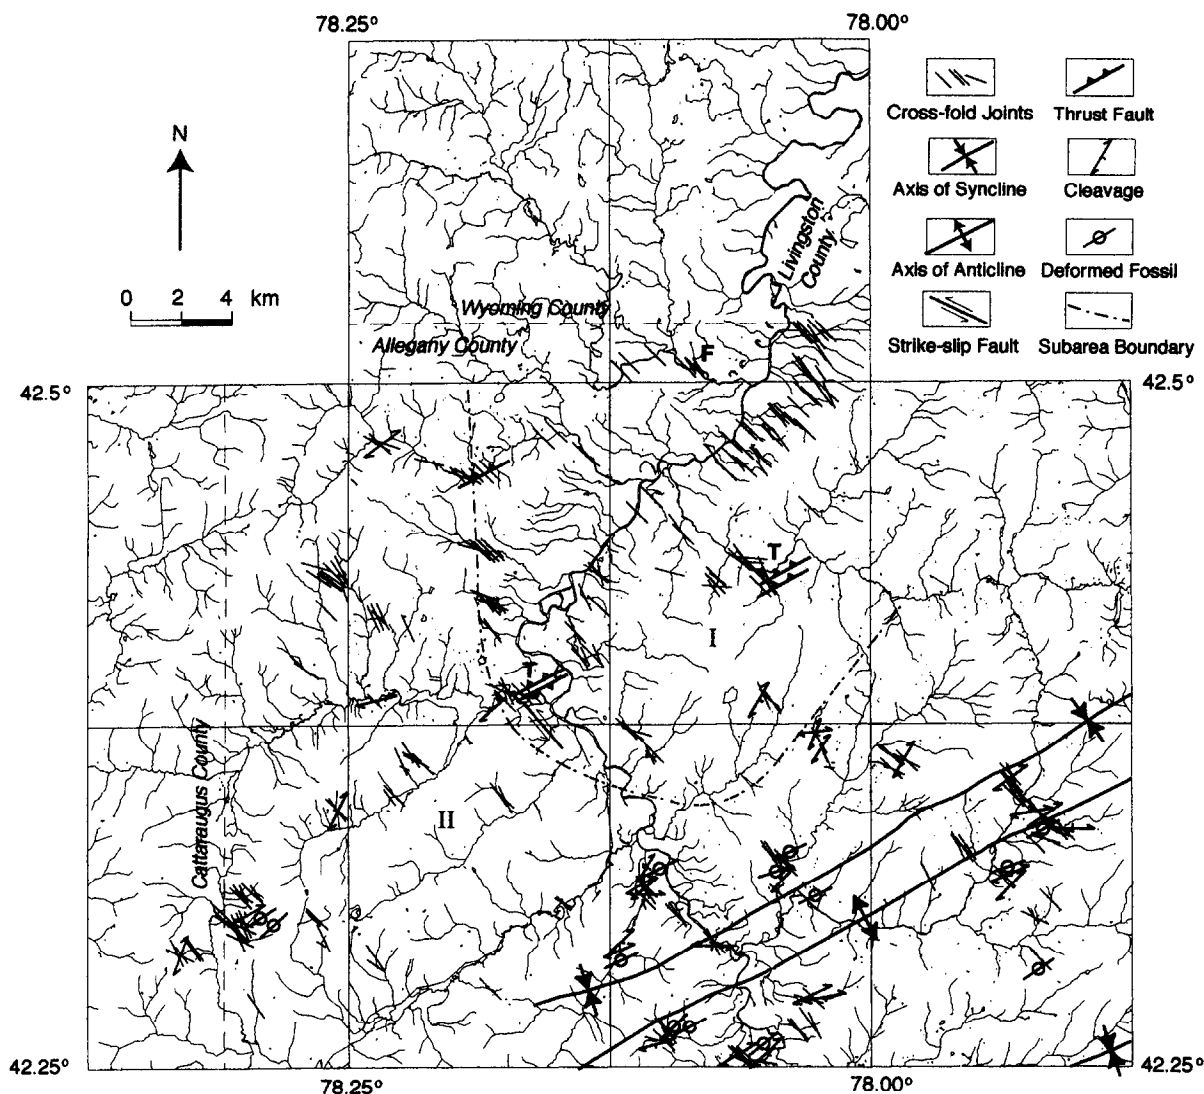 78.25°
78.00°
N
0 2 4 km
Cross-fold Joints
Thrust Fault
Axis of Syncline
Cleavage
Axis of Anticline
Deformed Fossil
Strike-slip Fault
Subarea Boundary
Livingston
County
Wyoming County
Allegany County
F
42.5°
42.5°
T
I
T
Cattaraugus County
II
42.25°
42.25°
78.25°
78.00°